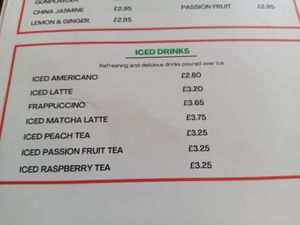 GUNPOWDER
CHINA JASMINE £2.95
LEMON & GINGER £2.95
PASSION FRUIT £2.95
ICED DRINKS
Refreshing and delicious drinks poured over ice
ICED AMERICANO £2.80
ICED LATTE £3.20
FRAPPUCCINO £3.65
ICED MATCHA LATTE £3.75
ICED PEACH TEA £3.25
ICED PASSION FRUIT TEA £3.25
ICED RASPBERRY TEA £3.25